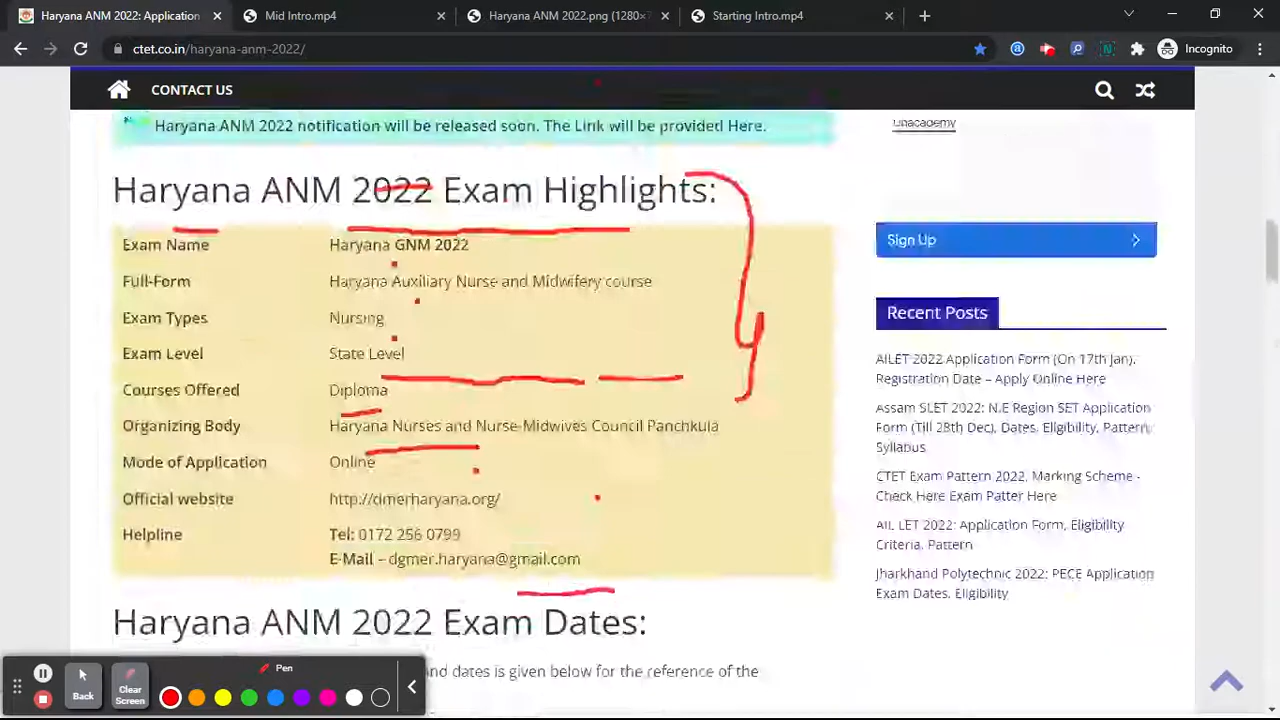 Haryana ANM 2022: Application
Mid Intro.mp4
Haryana ANM 2022.png (1280×7
Starting Intro.mp4
ctet.co.in/haryana-anm-2022/
Incognito
CONTACT US
Haryana ANM 2022 notification will be released soon. The Link will be provided Here.
Unacademy
Haryana ANM 2022 Exam Highlights:
Exam Name Haryana GNM 2022
Full-Form Haryana Auxiliary Nurse and Midwifery course
Exam Types Nursing
Exam Level State Level
Courses Offered Diploma
Organizing Body Haryana Nurses and Nurse-Midwives Council Panchkula
Mode of Application Online
Official website http://dmerharyana.org/
Helpline Tel: 0172 256 0799
E-Mail – dgmer.haryana@gmail.com
Haryana ANM 2022 Exam Dates:
and dates is given below for the reference of the
Sign Up
Recent Posts
AILET 2022 Application Form (On 17th Jan),
Registration Date – Apply Online Here
Assam SLET 2022: N.E Region SET Application
Form (Till 28th Dec), Dates, Eligibility, Pattern,
Syllabus
CTET Exam Pattern 2022, Marking Scheme -
Check Here Exam Patter Here
AIL LET 2022: Application Form, Eligibility
Criteria, Pattern
Jharkhand Polytechnic 2022: PECE Application
Exam Dates, Eligibility
Back
Clear
Screen
Pen